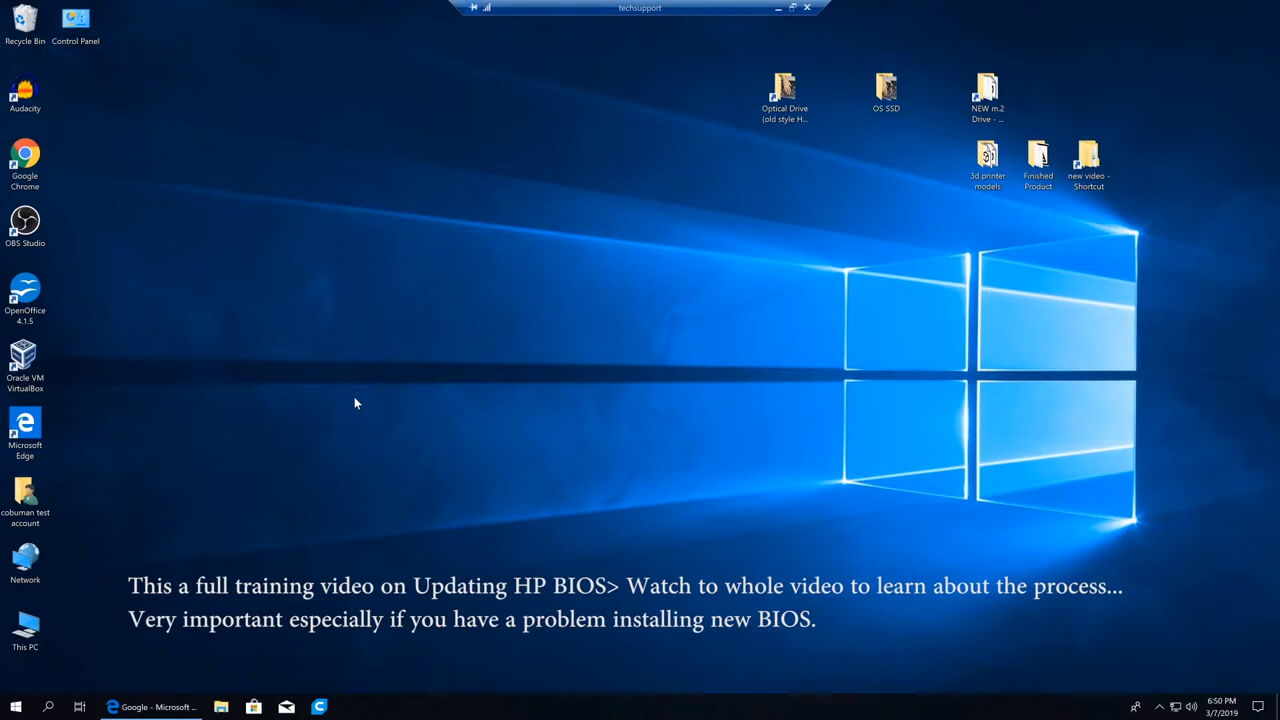 techsupport
Recycle Bin
Control Panel
Audacity
Google
Chrome
OBS Studio
OpenOffice
4.1.5
Oracle VM
VirtualBox
Microsoft
Edge
cobuman test
account
Network
This PC
Optical Drive
(old style H...
OS SSD
NEW m.2
Drive - ...
3d printer
models
Finished
Product
new video -
Shortcut
This a full training video on Updating HP BIOS> Watch to whole video to learn about the process...
Very important especially if you have a problem installing new BIOS.
Google - Microsoft ...
6:50 PM
3/7/2019